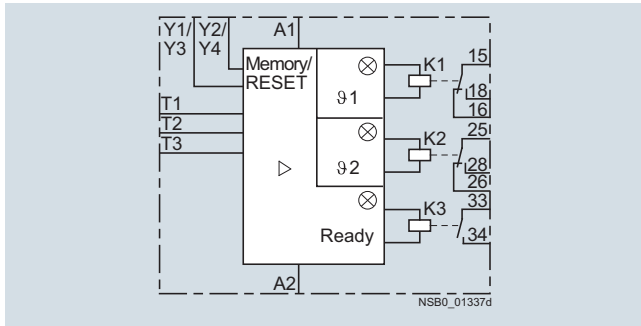 Y1/ Y2/ A1
Y3 Y4
Memory/
RESET
K1
15
18
16
ϑ1
T1
T2
T3
K2
25
28
26
ϑ2
K3
33
34
Ready
A2
NSB0_01337d